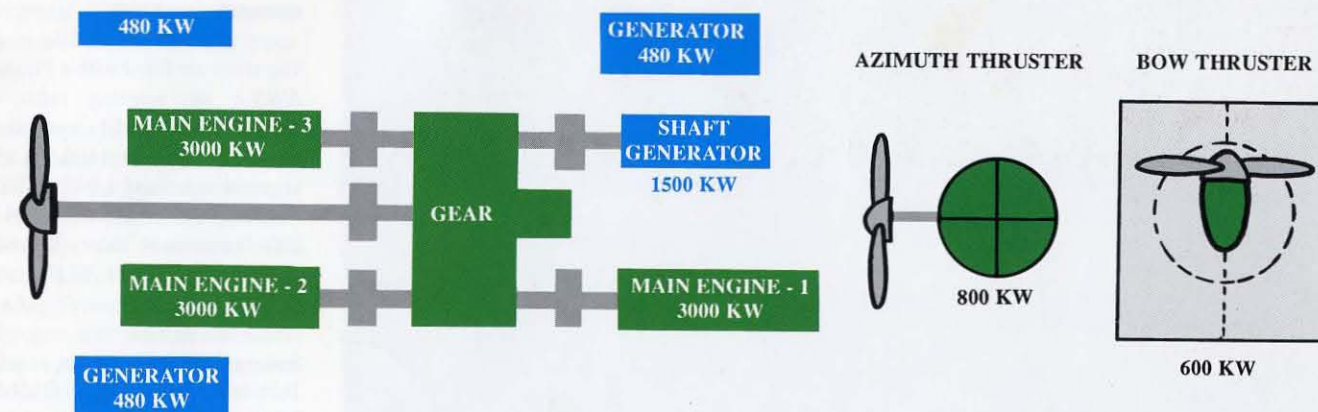 480 KW
GENERATOR
480 KW
AZIMUTH THRUSTER
BOW THRUSTER
MAIN ENGINE - 3
3000 KW
SHAFT
GENERATOR
1500 KW
GEAR
MAIN ENGINE - 2
3000 KW
MAIN ENGINE - 1
3000 KW
800 KW
600 KW
GENERATOR
480 KW